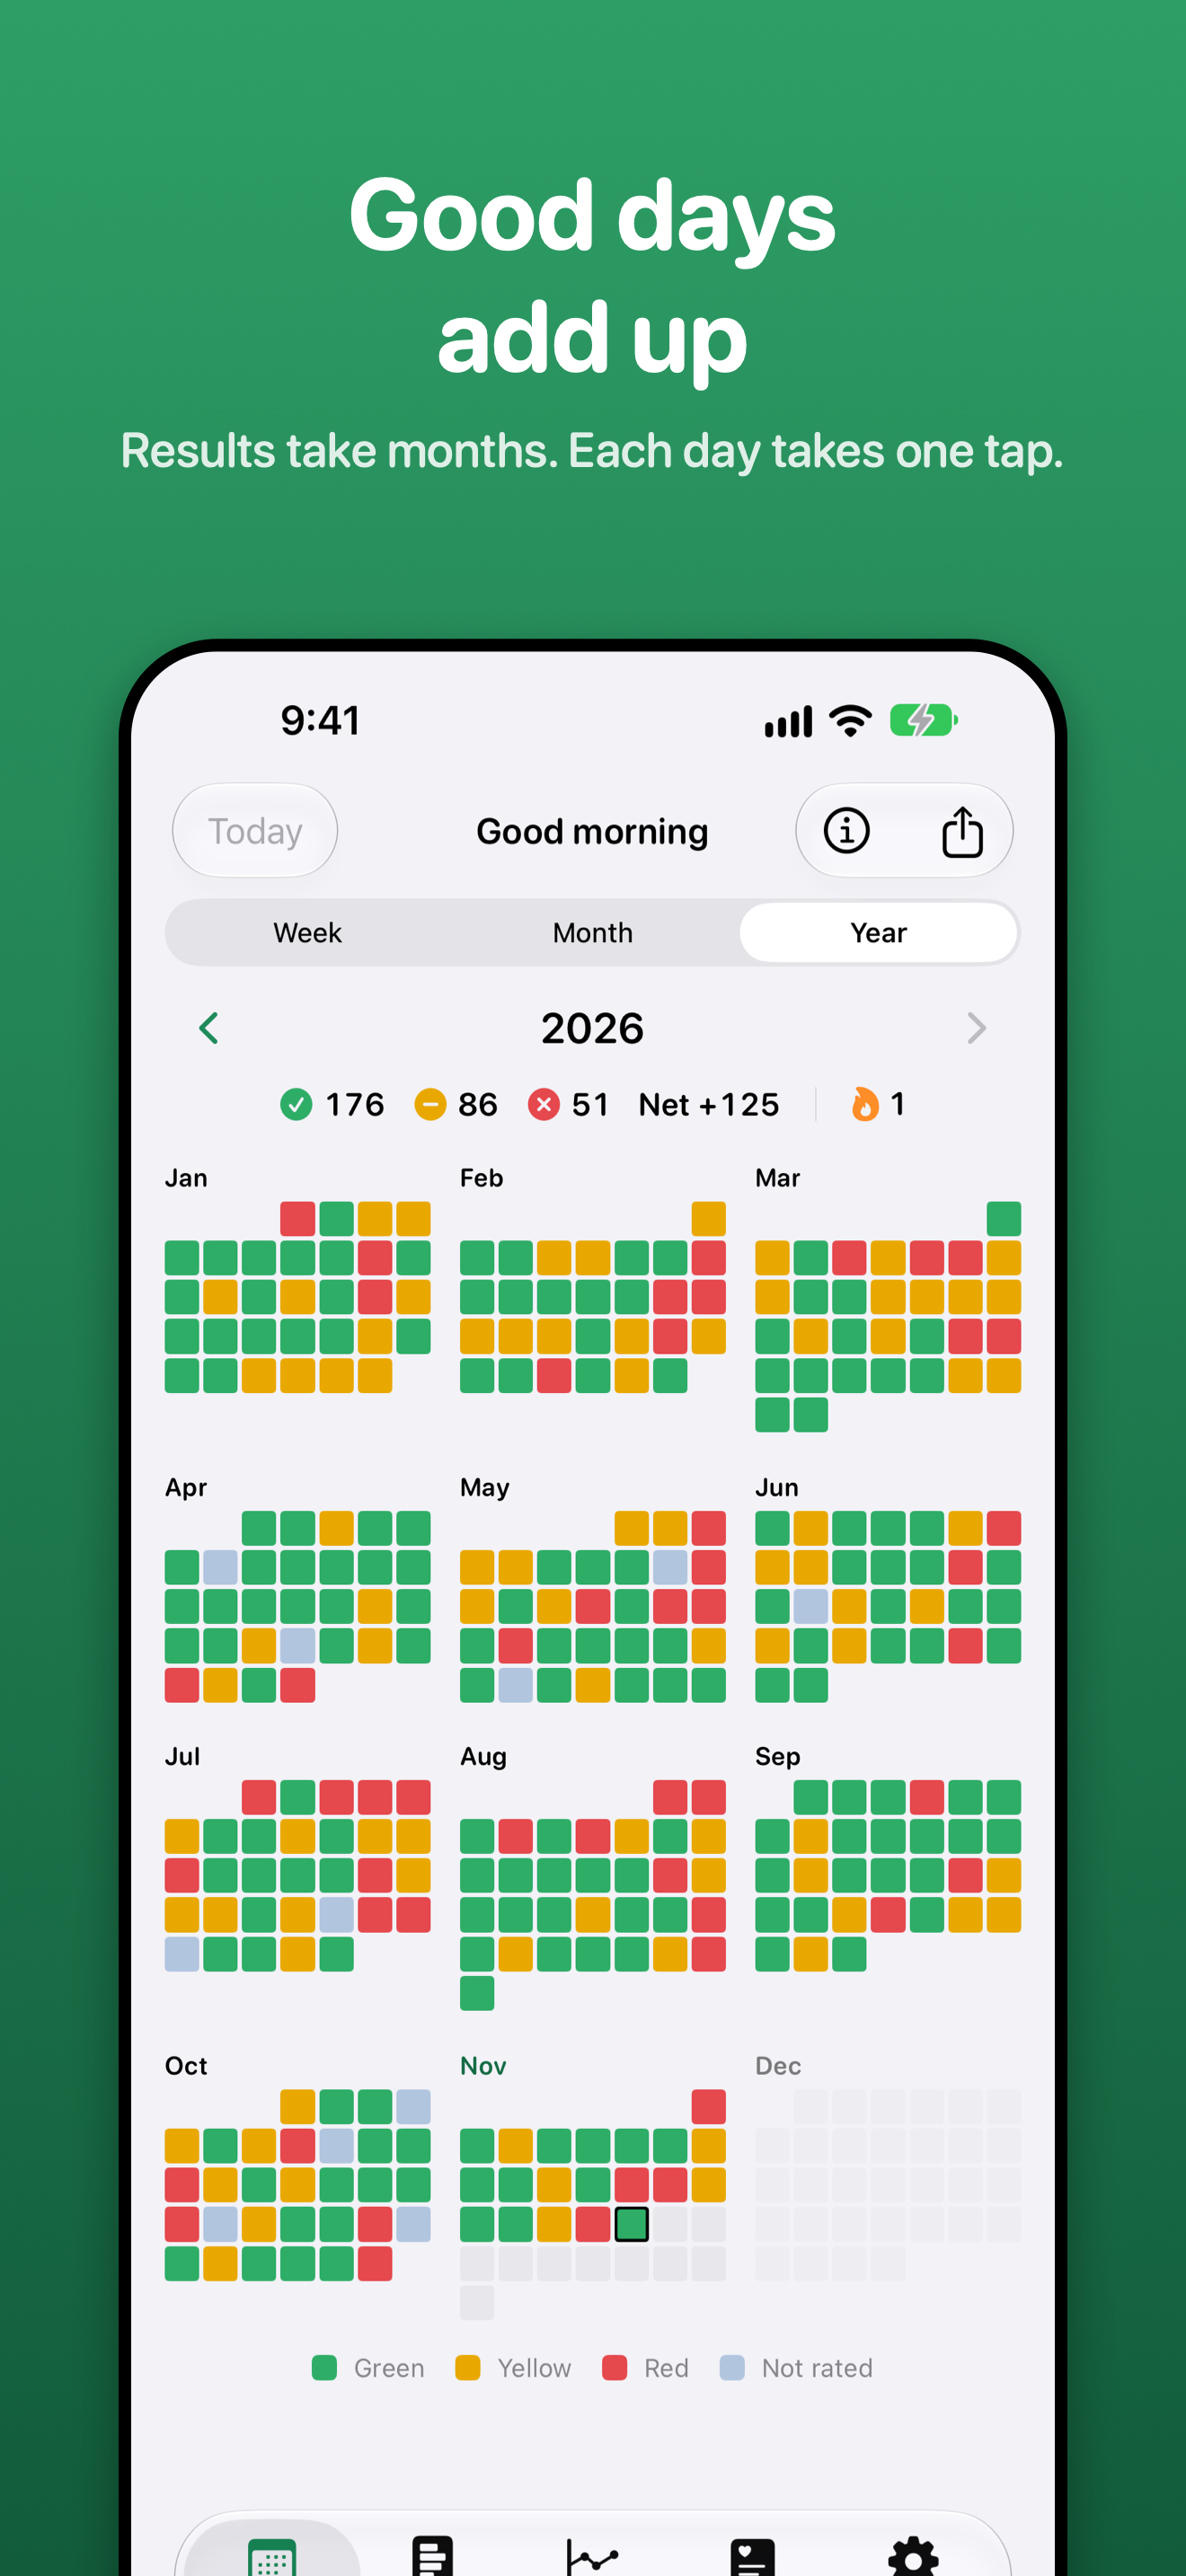 Good days
add up
Results take months. Each day takes one tap.
9:41
Today
Good morning
Week Month Year
2026
176 86 51 Net +125 1
Jan Feb Mar
Apr May Jun
Jul Aug Sep
Oct Nov Dec
Green Yellow Red Not rated